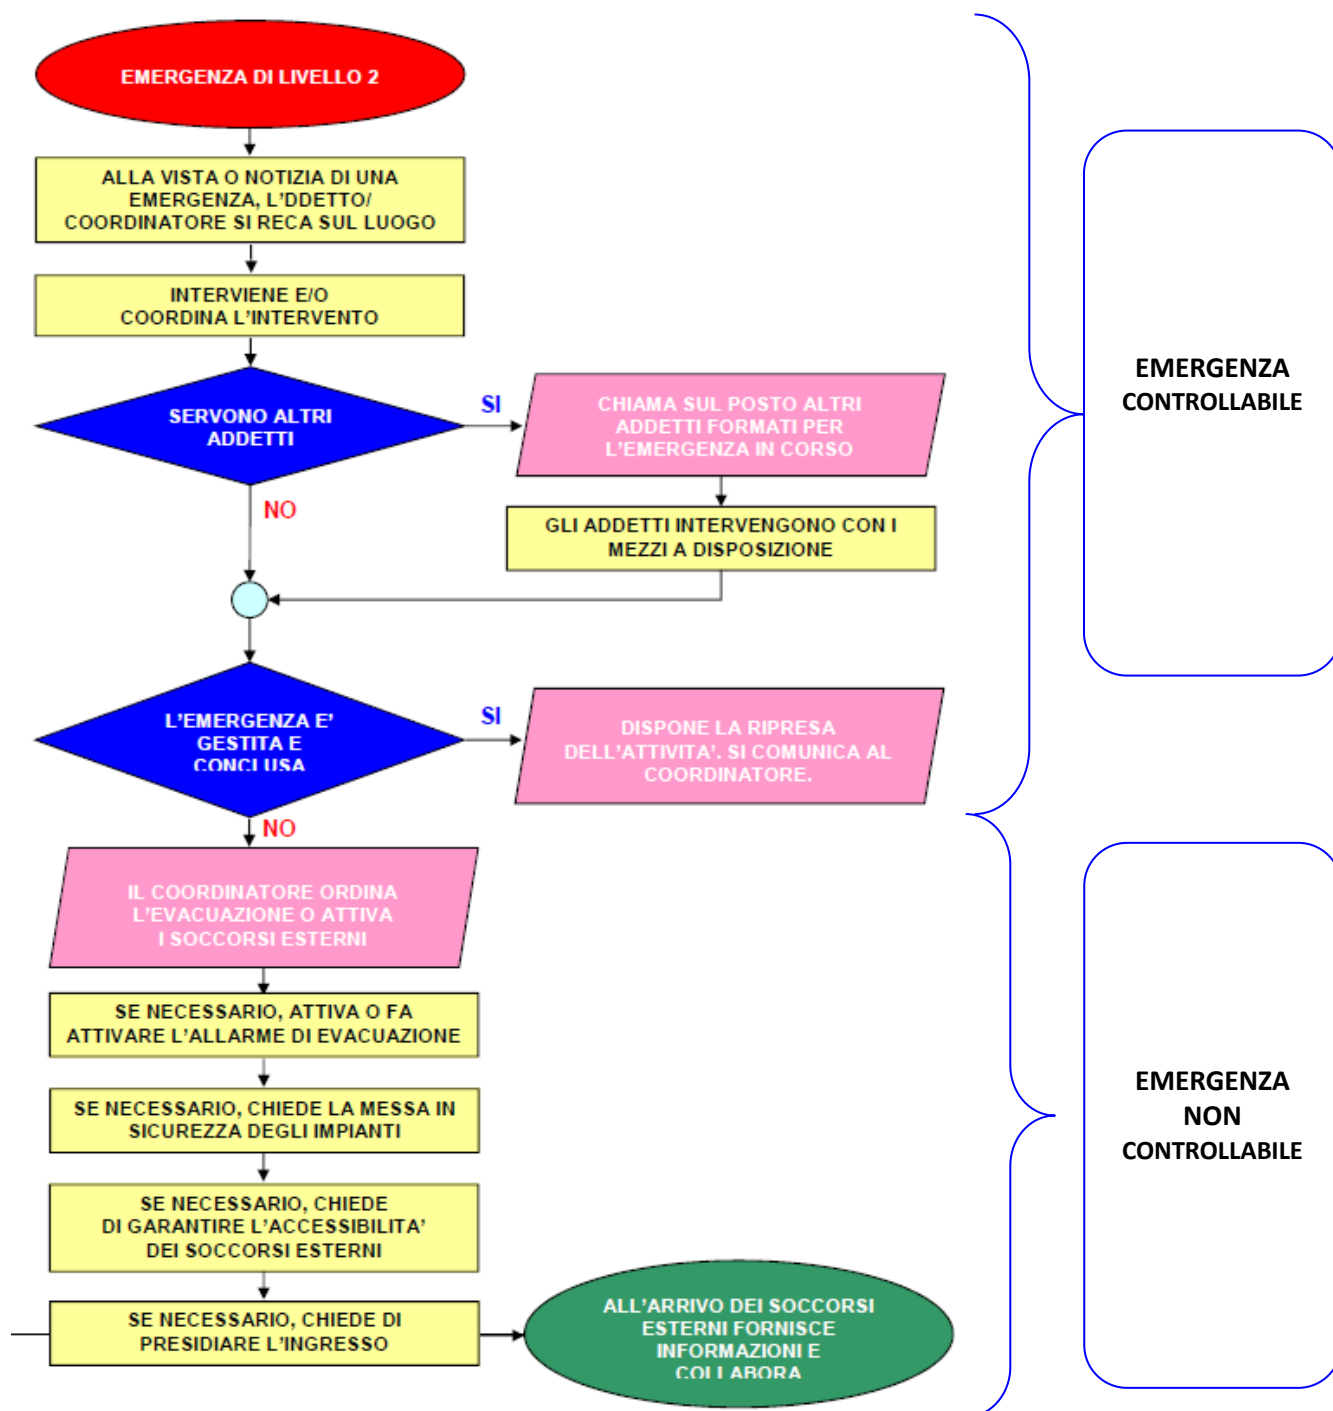 EMERGENZA DI LIVELLO 2
ALLA VISTA O NOTIZIA DI UNA
EMERGENZA, L'DDETTO/
COORDINATORE SI RECA SUL LUOGO
INTERVIENE E/O
COORDINA L'INTERVENTO
SERVONO ALTRI
ADDETTI
SI
CHIAMA SUL POSTO ALTRI
ADDETTI FORMATI PER
L'EMERGENZA IN CORSO
NO
GLI ADDETTI INTERVENGONO CON I
MEZZI A DISPOSIZIONE
EMERGENZA
CONTROLLABILE
L'EMERGENZA E'
GESTITA E
CONCLUSA
SI
DISPONE LA RIPRESA
DELL'ATTIVITA'. SI COMUNICA AL
COORDINATORE.
NO
IL COORDINATORE ORDINA
L'EVACUAZIONE O ATTIVA
I SOCCORSI ESTERNI
SE NECESSARIO, ATTIVA O FA
ATTIVARE L'ALLARME DI EVACUAZIONE
SE NECESSARIO, CHIEDE LA MESSA IN
SICUREZZA DEGLI IMPIANTI
SE NECESSARIO, CHIEDE
DI GARANTIRE L'ACCESSIBILITA'
DEI SOCCORSI ESTERNI
SE NECESSARIO, CHIEDE DI
PRESIDIARE L'INGRESSO
ALL'ARRIVO DEI SOCCORSI
ESTERNI FORNISCE
INFORMAZIONI E
COLLABORA
EMERGENZA
NON
CONTROLLABILE